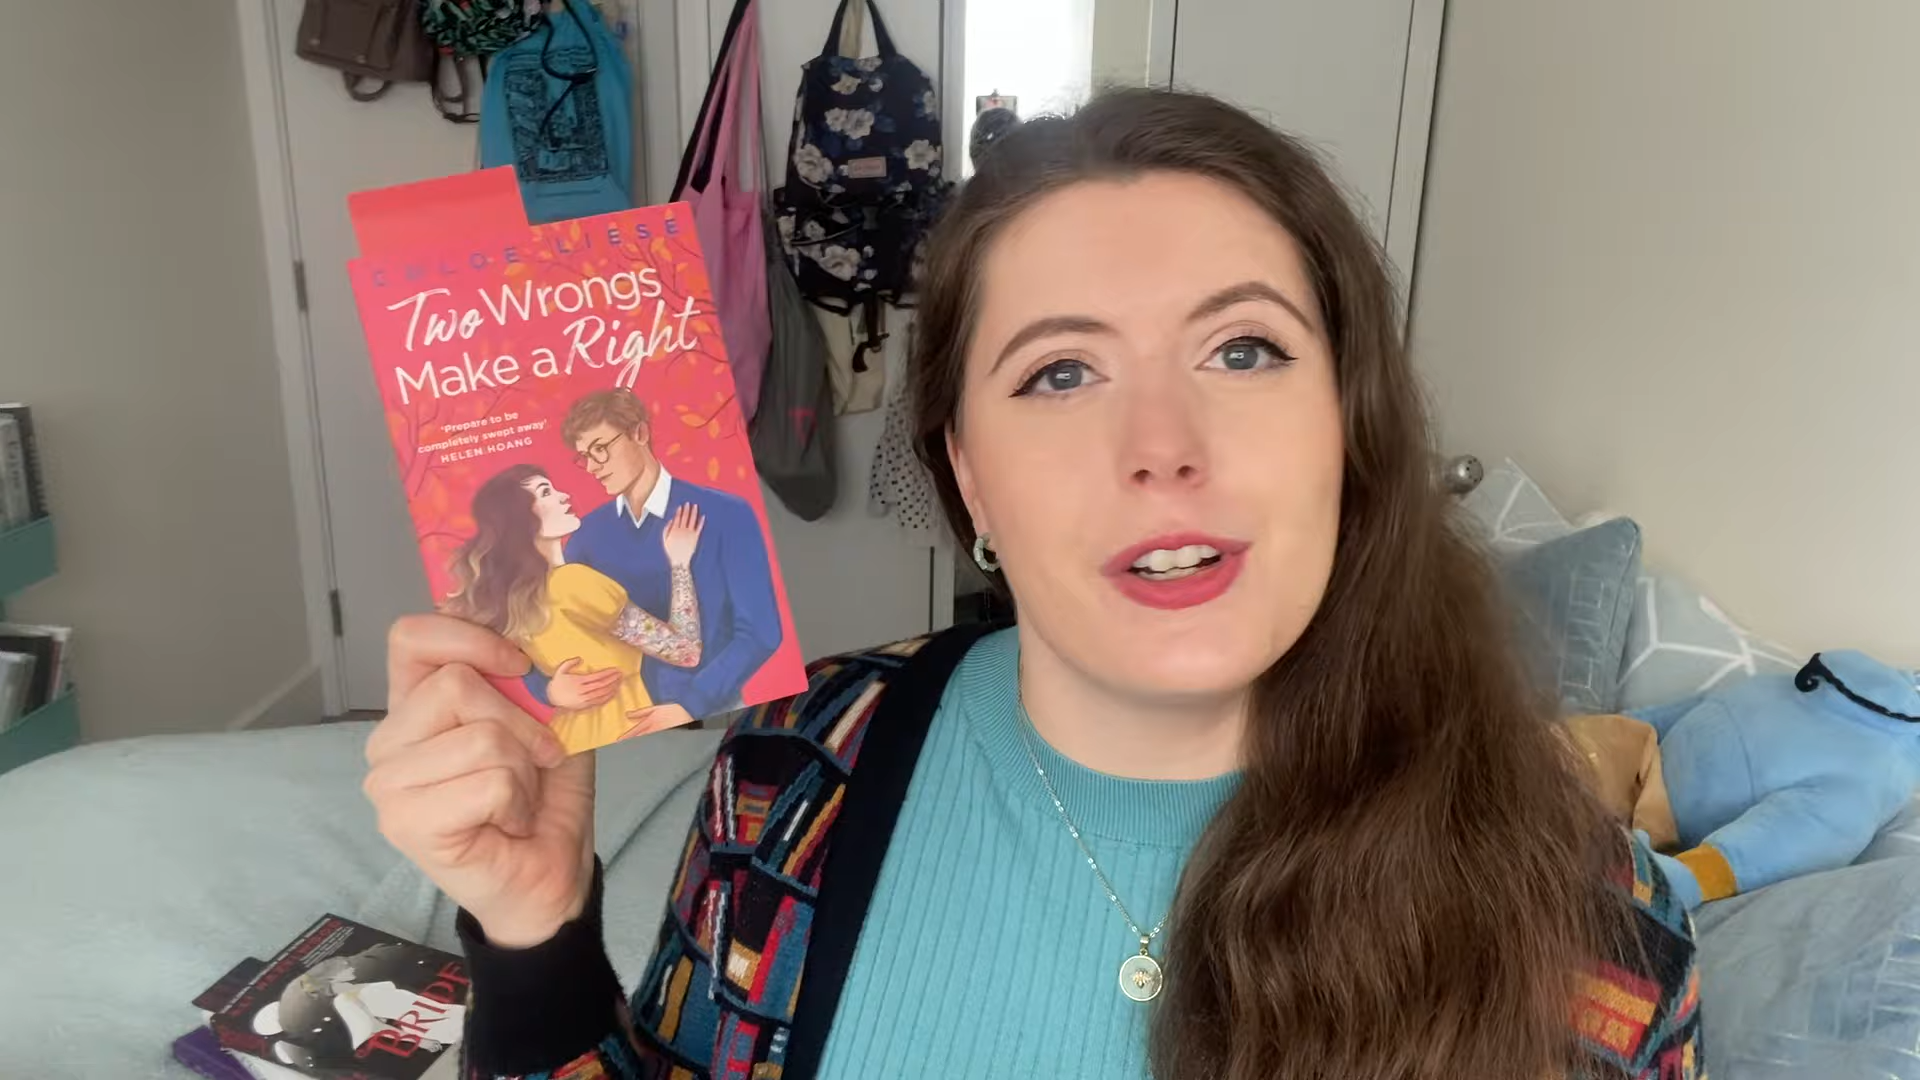 CHLOE LIESE
Two Wrongs
Make a Right
'Prepare to be
completely swept away'
HELEN HOANG
BRIDE